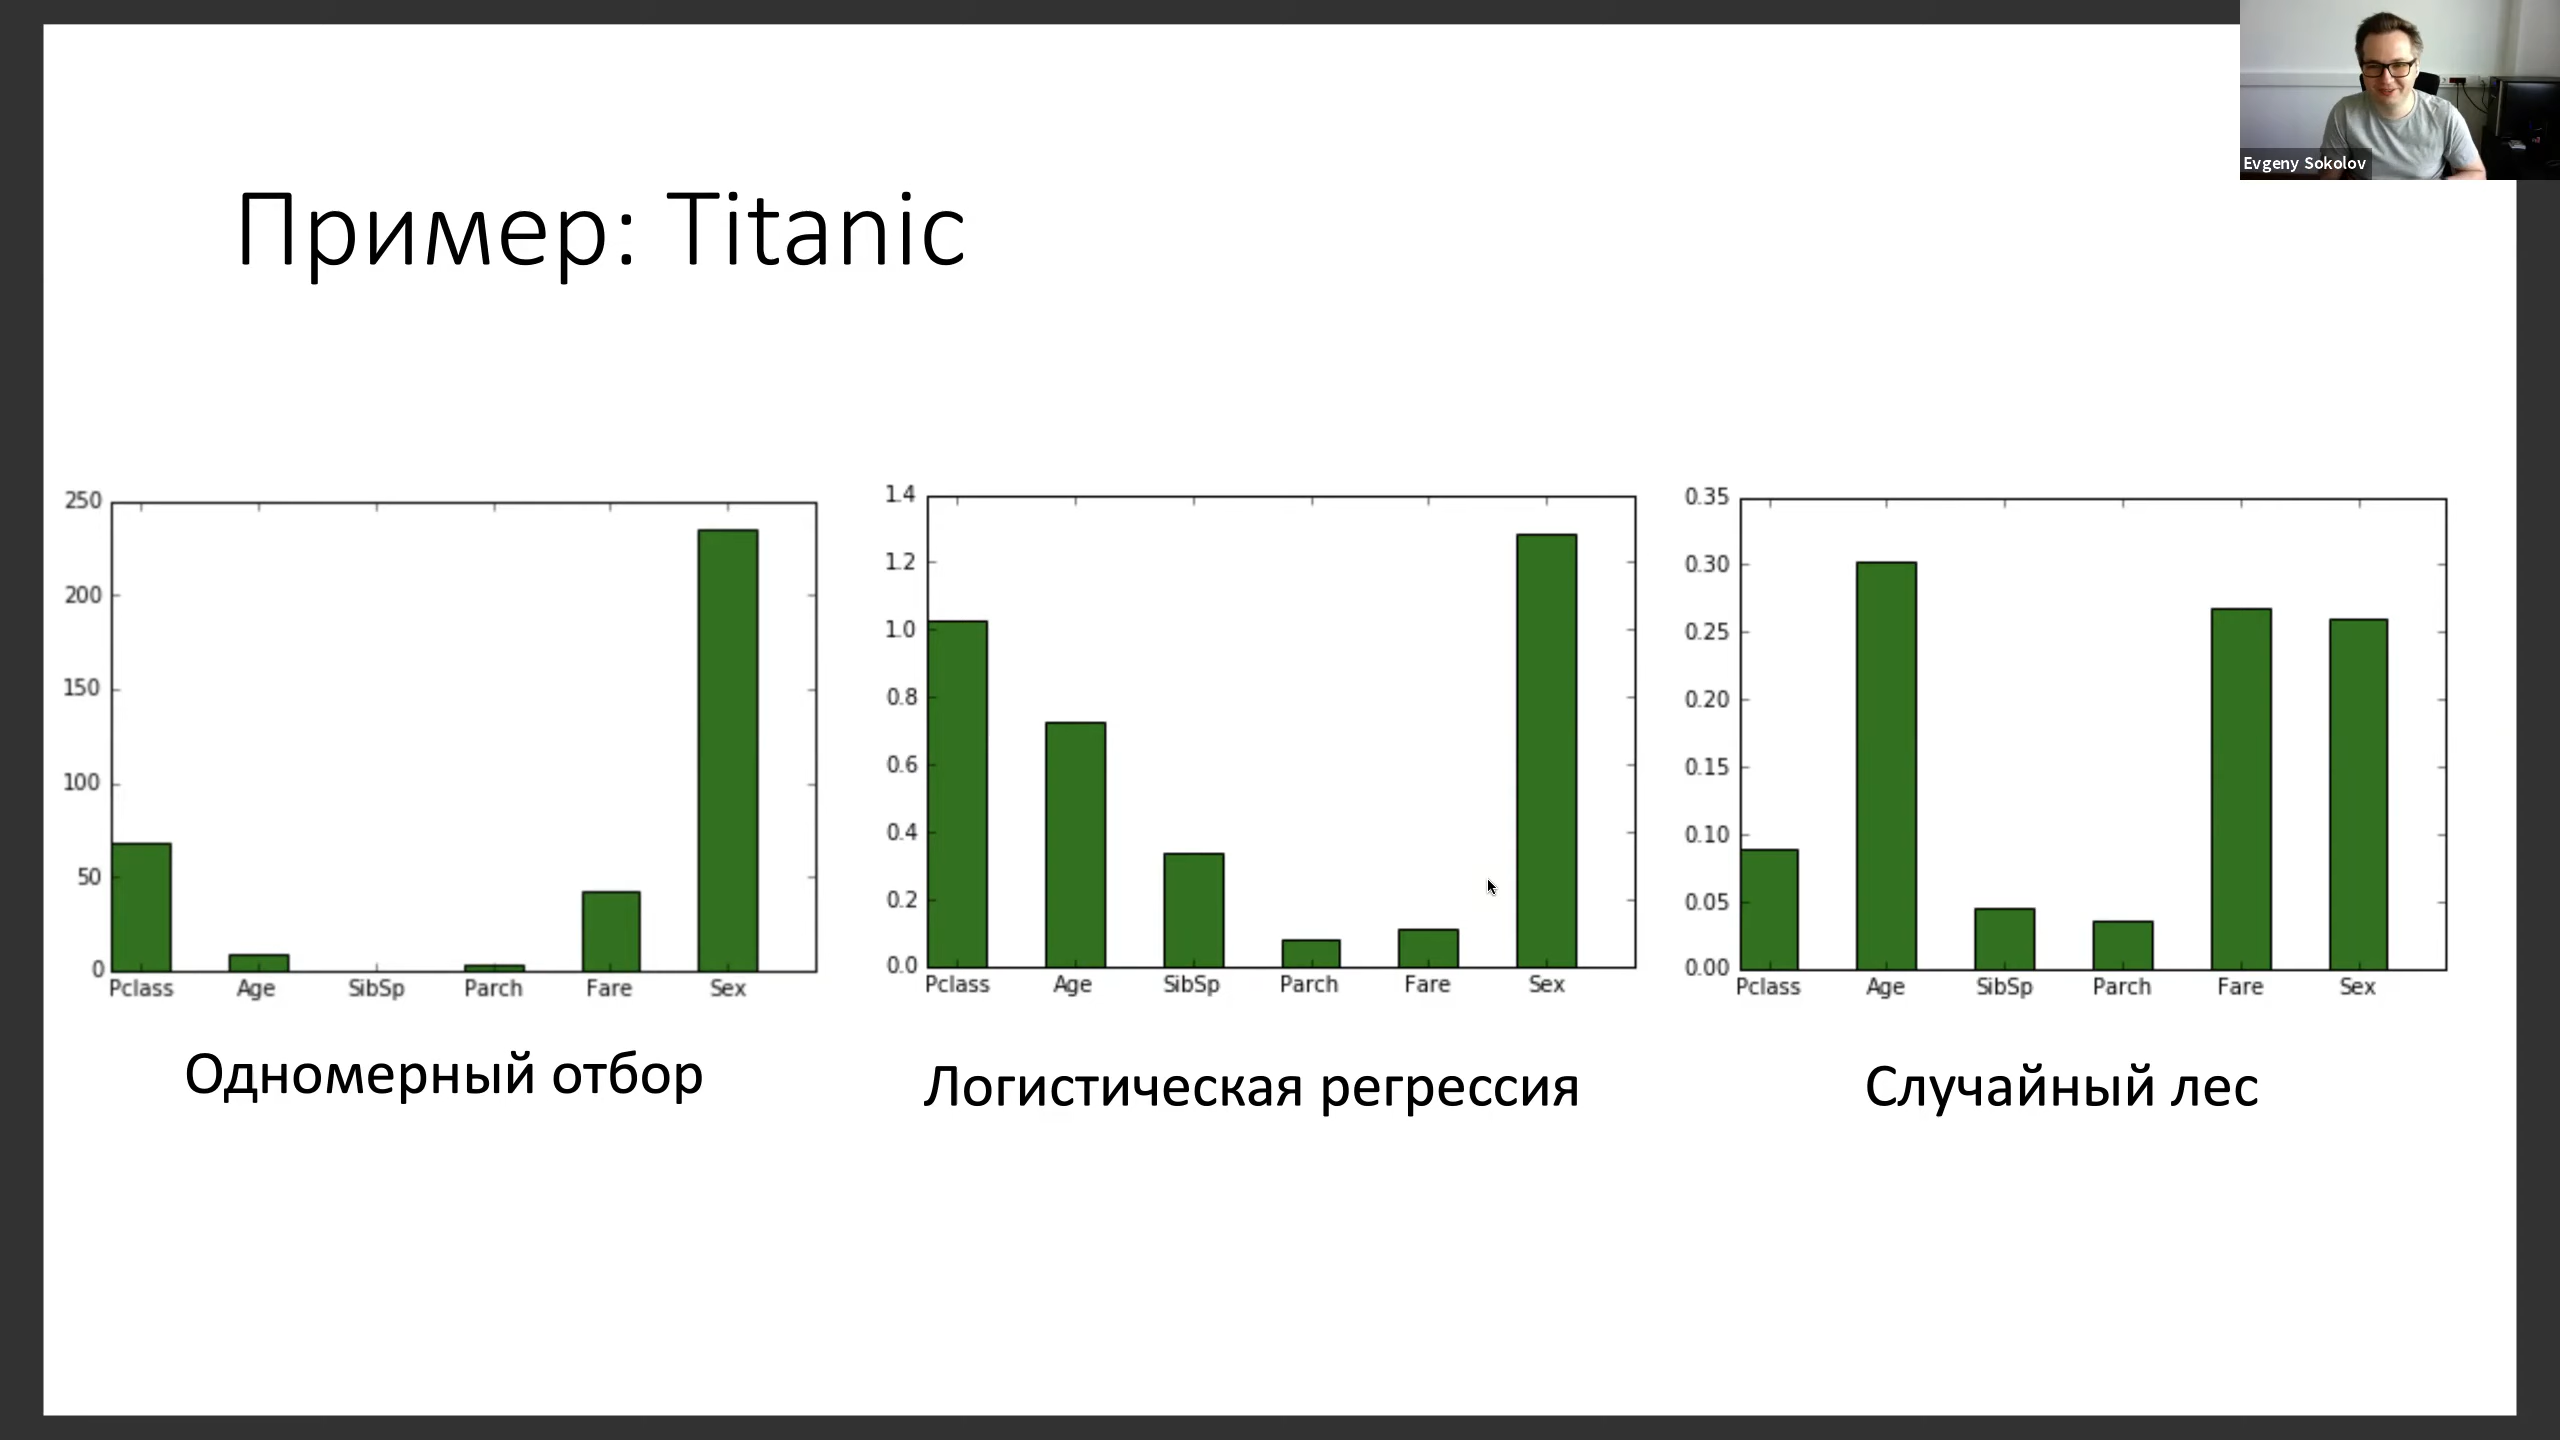 Evgeny Sokolov
Пример: Titanic
250
200
150
100
50
0
Pclass Age SibSp Parch Fare Sex
Одномерный отбор
1.4
1.2
1.0
0.8
0.6
0.4
0.2
0.0
Pclass Age SibSp Parch Fare Sex
Логистическая регрессия
0.35
0.30
0.25
0.20
0.15
0.10
0.05
0.00
Pclass Age SibSp Parch Fare Sex
Случайный лес